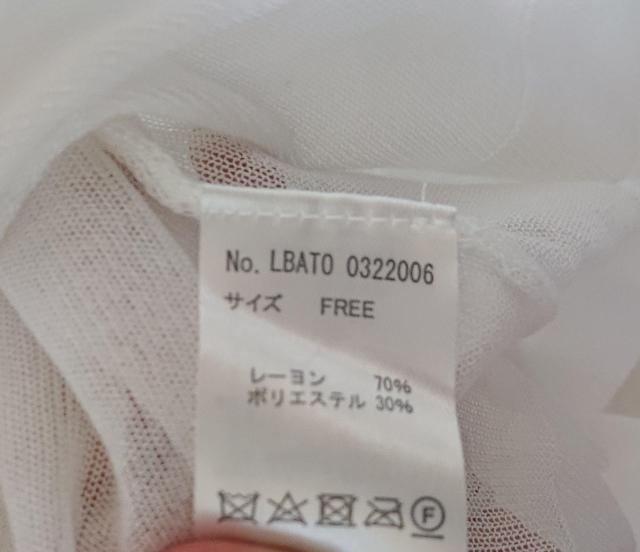 No. LBATO 0322006
サイズ FREE
レーヨン 70%
ポリエステル 30%
F